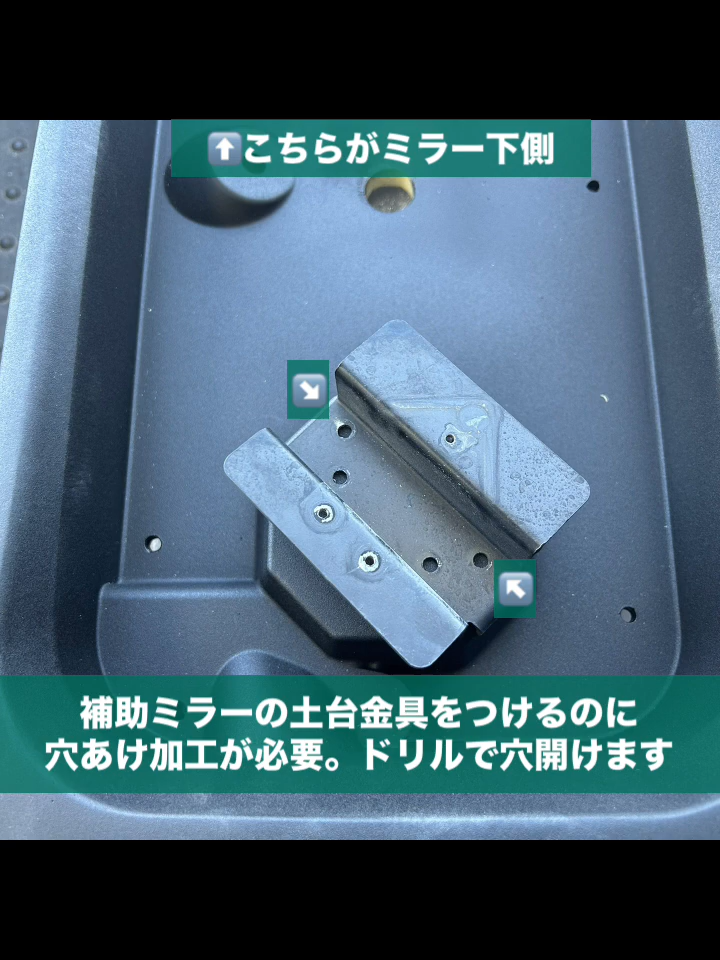 ⬆️こちらがミラー下側
↘️
↖️
補助ミラーの土台金具をつけるのに
穴あけ加工が必要。ドリルで穴開けます